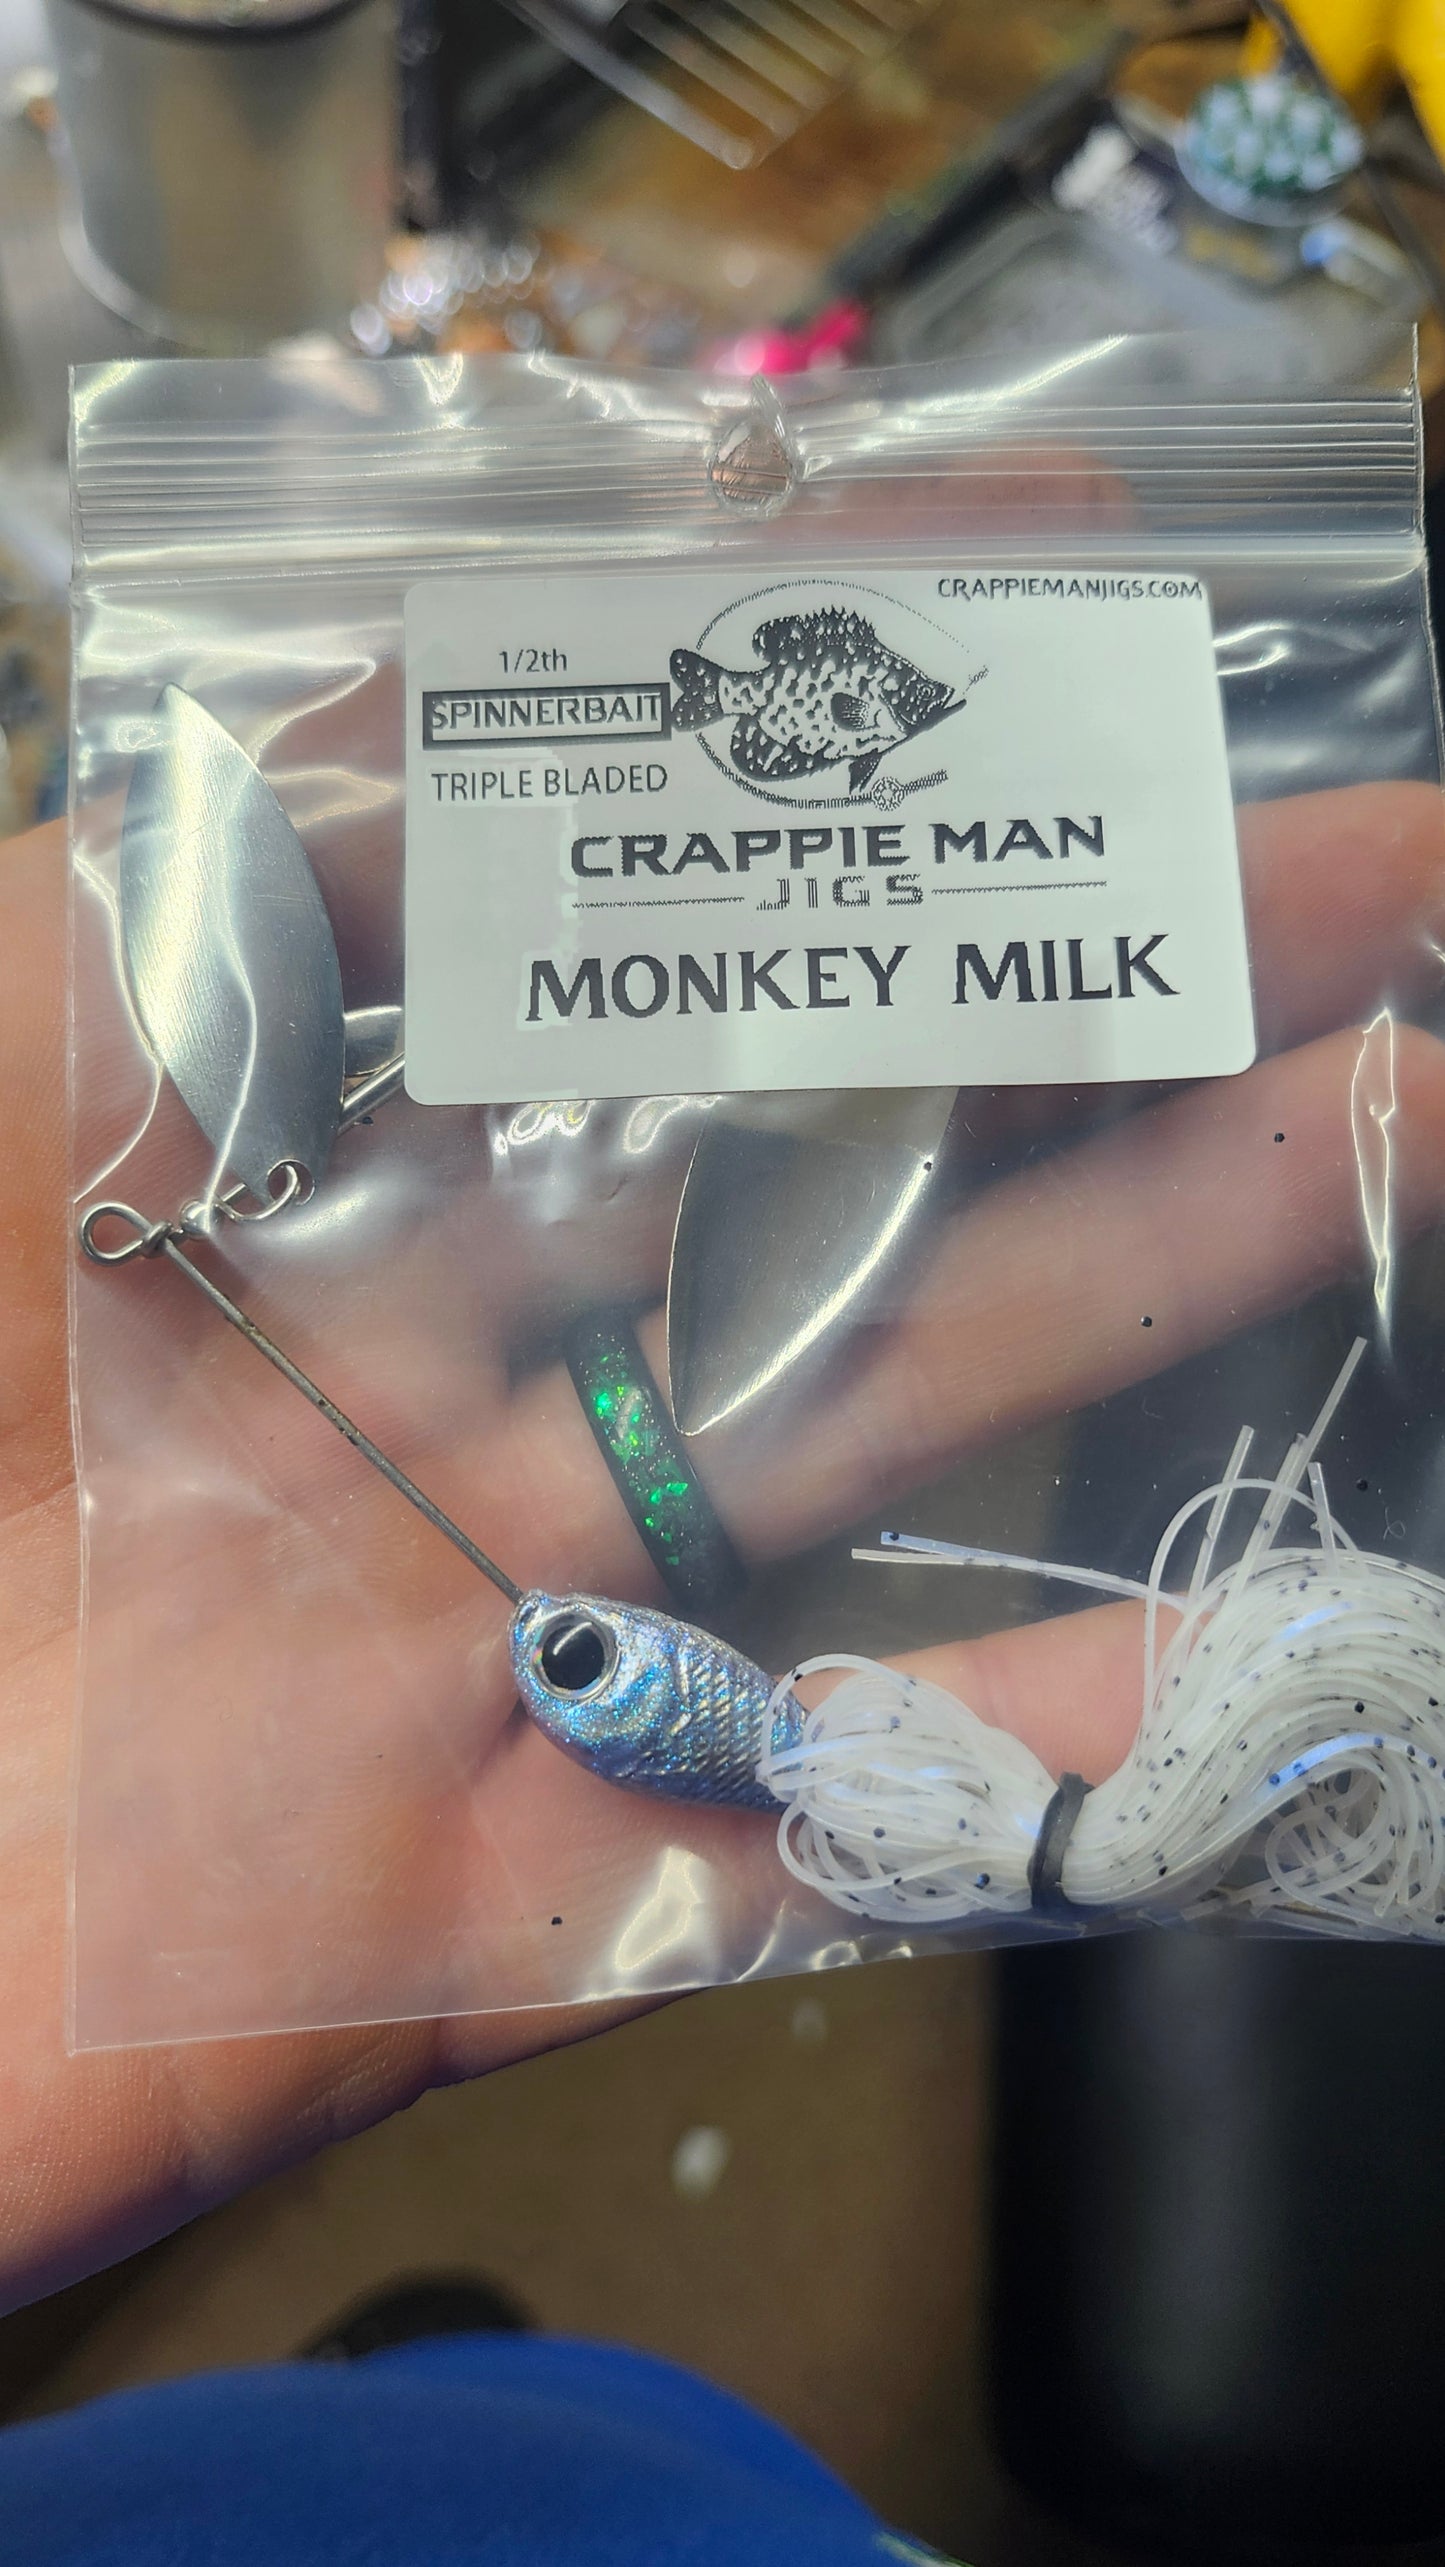 CRAPPIEMANJIGS.COM
1/2th
SPINNERBAIT
TRIPLE BLADED
CRAPPIE MAN
JIGS
MONKEY MILK